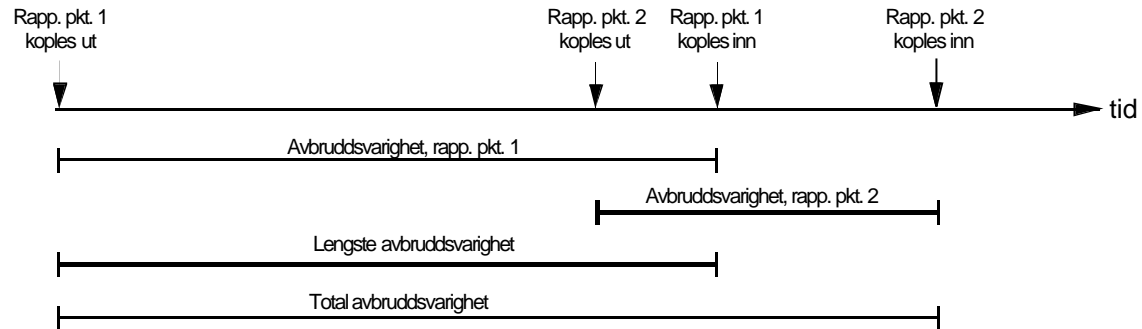 Rapp. pkt. 1
koples ut
Rapp. pkt. 2
koples ut
Rapp. pkt. 1
koples inn
Rapp. pkt. 2
koples inn
tid
Avbruddsvarighet, rapp. pkt. 1
Avbruddsvarighet, rapp. pkt. 2
Lengste avbruddsvarighet
Total avbruddsvarighet